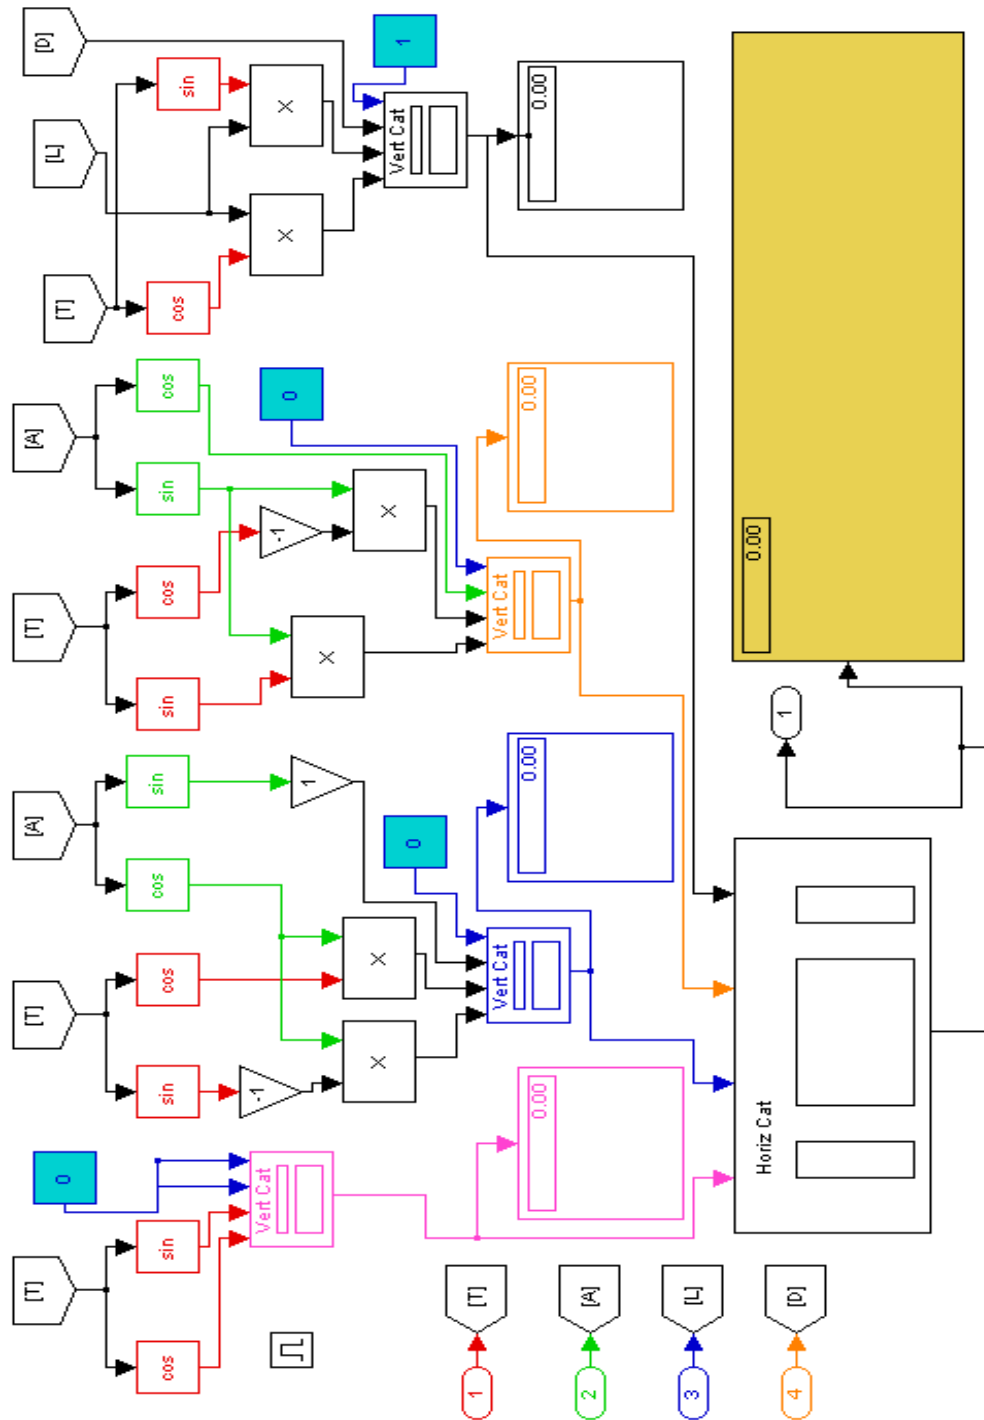 [T]
0
[T]
[A]
[T]
[A]
[T]
[L]
[D]
cos
sin
sin
cos
cos
sin
sin
cos
sin
cos
cos
sin
Vert Cat
-1
1
X
-1
0
X
X
X
X
0
X
Vert Cat
1
1
[T]
Vert Cat
Vert Cat
0.00
0.00
0.00
0.00
2
[A]
3
[L]
4
[D]
Horiz Cat
1
0.00